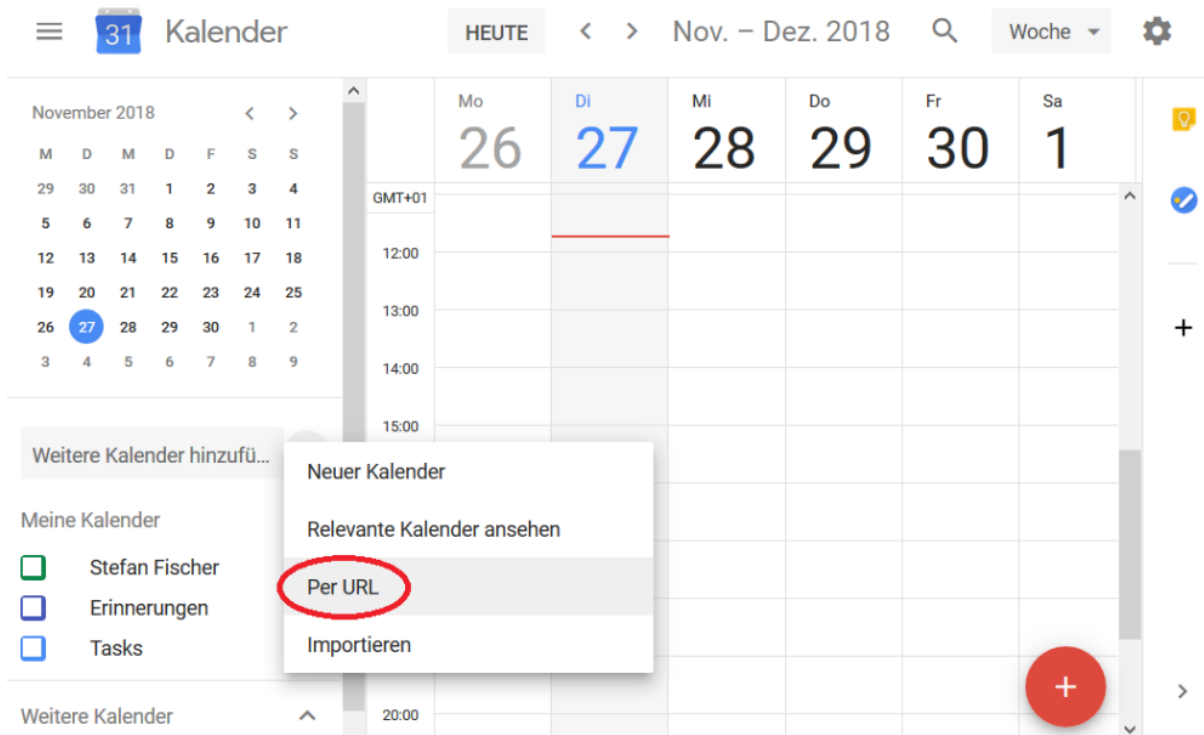 31 Kalender HEUTE Nov. – Dez. 2018 Woche
November 2018
M D M D F S S
29 30 31 1 2 3 4
5 6 7 8 9 10 11
12 13 14 15 16 17 18
19 20 21 22 23 24 25
26 27 28 29 30 1 2
3 4 5 6 7 8 9
Weitere Kalender hinzufü...
Meine Kalender
Stefan Fischer
Erinnerungen
Tasks
Weitere Kalender
Neuer Kalender
Relevante Kalender ansehen
Per URL
Importieren
Mo Di Mi Do Fr Sa
26 27 28 29 30 1
GMT+01
12:00
13:00
14:00
15:00
20:00